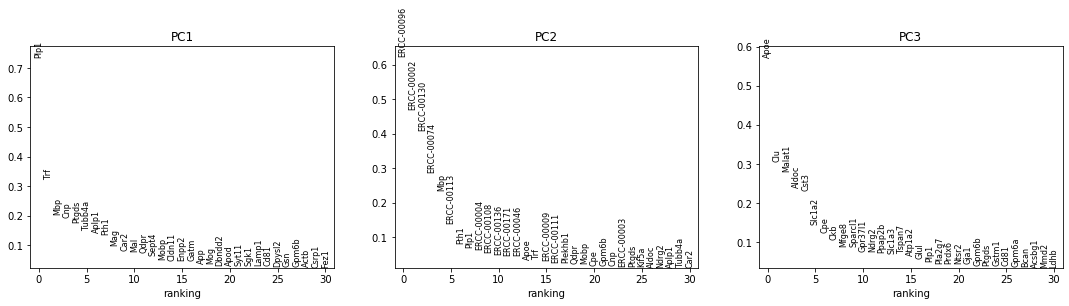 PC1
0.7
0.6
0.5
0.4
0.3
0.2
0.1
Plp1
Trf
Mbp
Cnp
Ptgds
Tubb4a
Aplp1
Fth1
Mag
Car2
Mal
Qdpr
Sept4
Mobp
Cldn11
Enpp2
Gatm
App
Mog
Dbndd2
Apod
Syt11
Sgk1
Lamp1
Cd81
Dpysl2
Gsn
Gpm6b
Actb
Csrp1
Fez1
0 5 10 15 20 25 30
ranking
PC2
0.6
0.5
0.4
0.3
0.2
0.1
ERCC-00096
ERCC-00002
ERCC-00130
ERCC-00074
Mbp
ERCC-00113
Fth1
Plp1
ERCC-00004
ERCC-00108
ERCC-00136
ERCC-00171
ERCC-00046
Apoe
Trf
ERCC-00009
ERCC-00111
Plekhb1
Qdpr
Mobp
Cpe
Gpm6b
Cnp
ERCC-00003
Ptgds
Kif5a
Aldoc
Ndrg2
Aplp1
Tubb4a
Car2
0 5 10 15 20 25 30
ranking
PC3
0.6
0.5
0.4
0.3
0.2
0.1
Apoe
Clu
Malat1
Aldoc
Cst3
Slc1a2
Cpe
Ckb
Mfge8
Sparcl1
Gpr37l1
Ndrg2
Ppap2b
Slc1a3
Tspan7
Atp1a2
Glul
Plp1
Pla2g7
Prdx6
Ntsr2
Gja1
Gpm6b
Ptgds
Gstm1
Cd81
Gpm6a
Bcan
Acsbg1
Mmd2
Ldhb
0 5 10 15 20 25 30
ranking